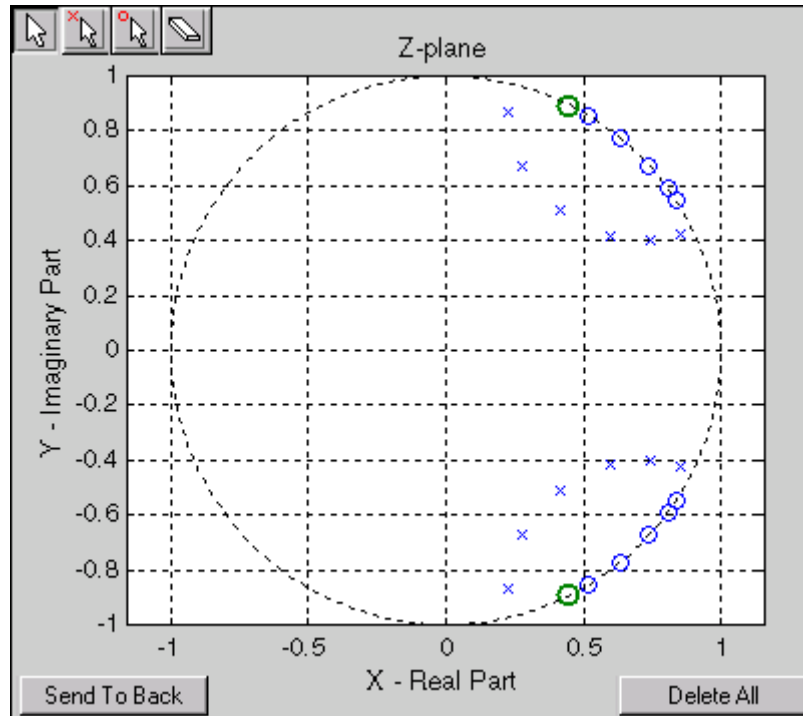 Z-plane
1
0.8
0.6
0.4
0.2
0
-0.2
-0.4
-0.6
-0.8
-1
Y - Imaginary Part
-1 -0.5 0 0.5 1
X - Real Part
Send To Back
Delete All